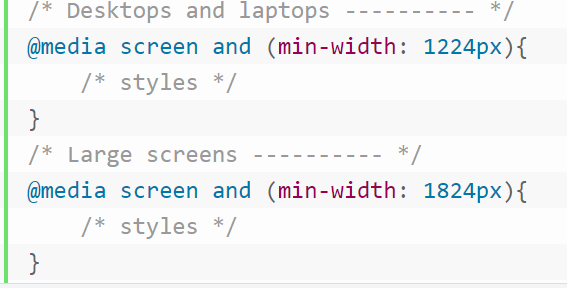 /* Desktops and laptops ---------- */
@media screen and (min-width: 1224px){
    /* styles */
}
/* Large screens ---------- */
@media screen and (min-width: 1824px){
    /* styles */
}